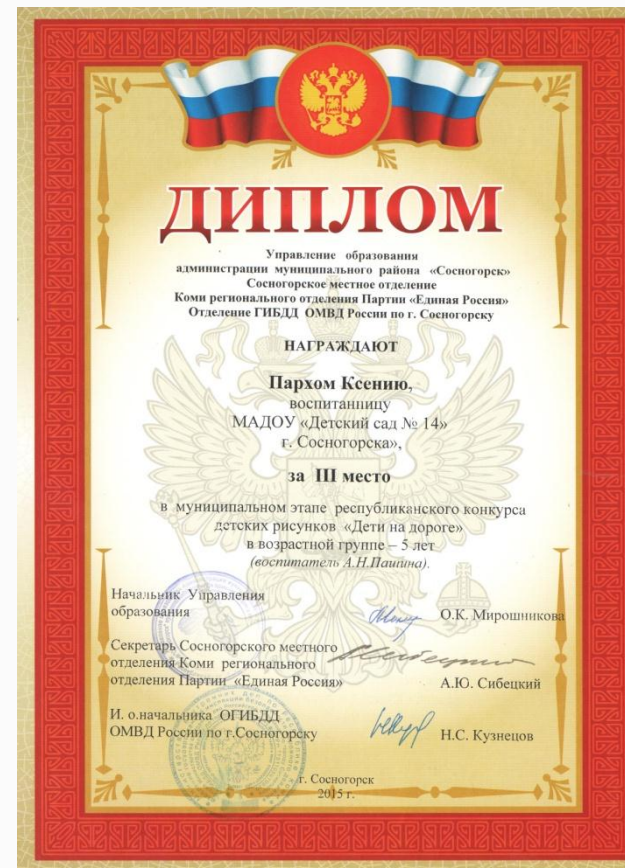 ДИПЛОМ
Управление образования
администрации муниципального района «Сосногорск»
Сосногорское местное отделение
Коми регионального отделения Партии «Единая Россия»
Отделение ГИБДД ОМВД России по г. Сосногорску
НАГРАЖДАЮТ
Пархом Ксению,
воспитанницу
МАДОУ «Детский сад № 14»
г. Сосногорска»,
за III место
в муниципальном этапе республиканского конкурса
детских рисунков «Дети на дороге»
в возрастной группе – 5 лет
(воспитатель А.Н.Пашина).
Начальник Управления
образования
О.К. Мирошникова
Секретарь Сосногорского местного
отделения Коми регионального
отделения Партии «Единая Россия»
А.Ю. Сибецкий
И. о.начальника ОГИБДД
ОМВД России по г.Сосногорску
Н.С. Кузнецов
г. Сосногорск
2015 г.